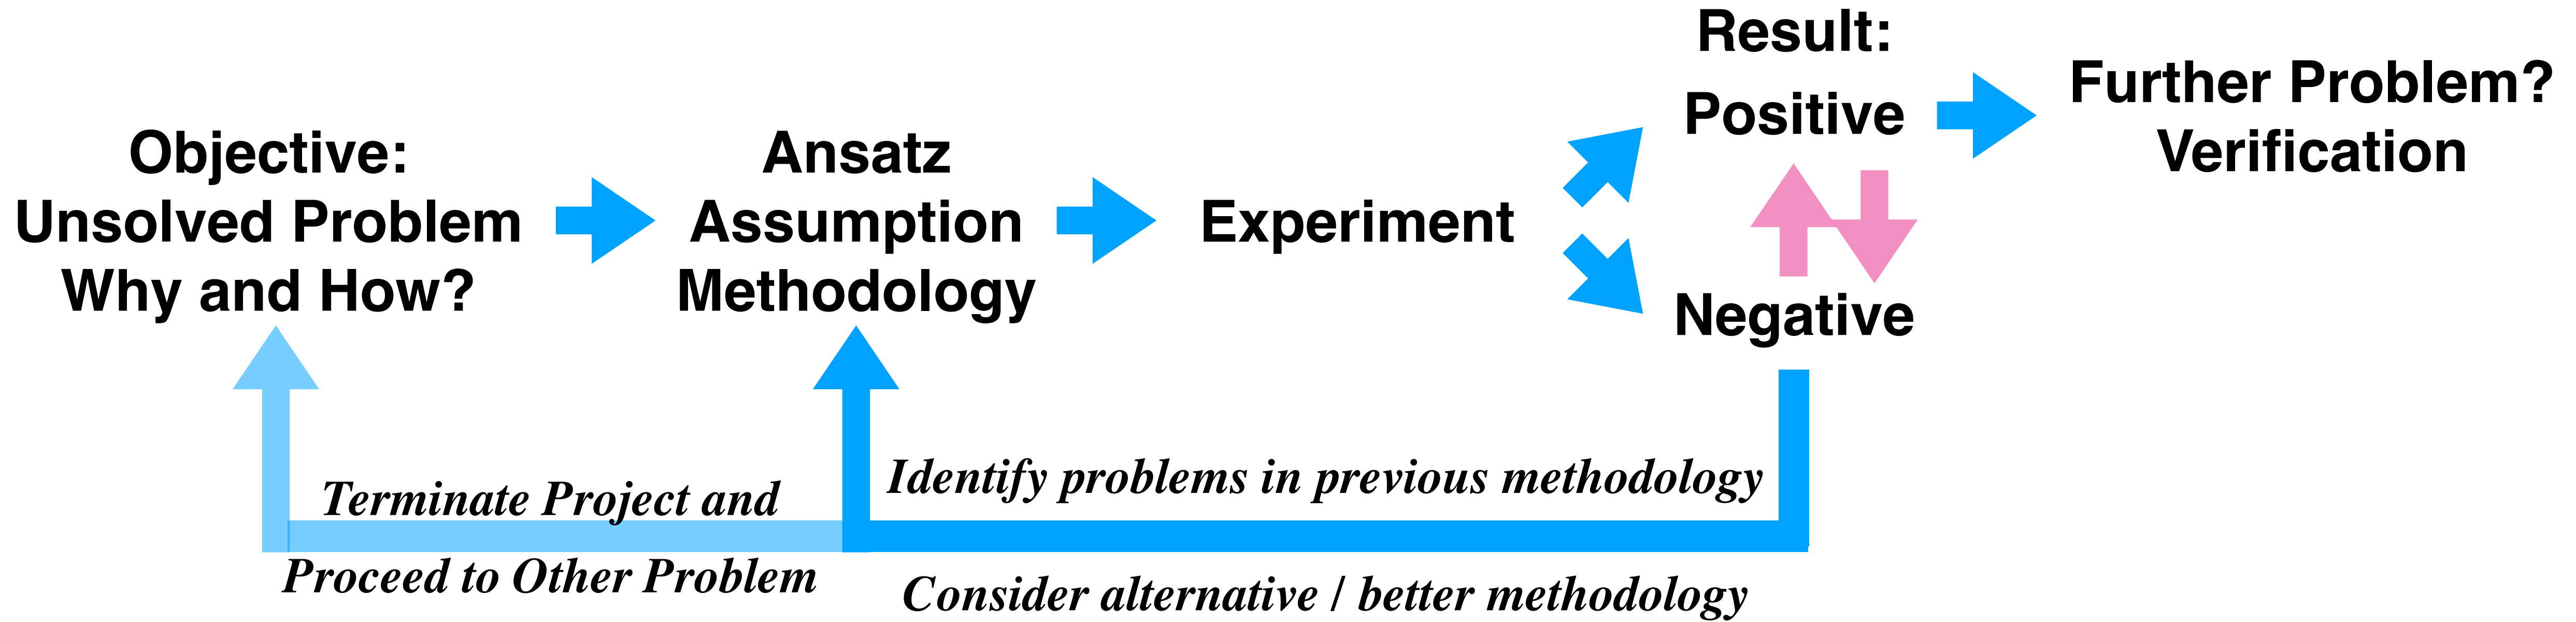 Objective:
Unsolved Problem
Why and How?
Ansatz
Assumption
Methodology
Experiment
Result:
Positive
Negative
Further Problem?
Verification
Terminate Project and
Proceed to Other Problem
Identify problems in previous methodology
Consider alternative / better methodology